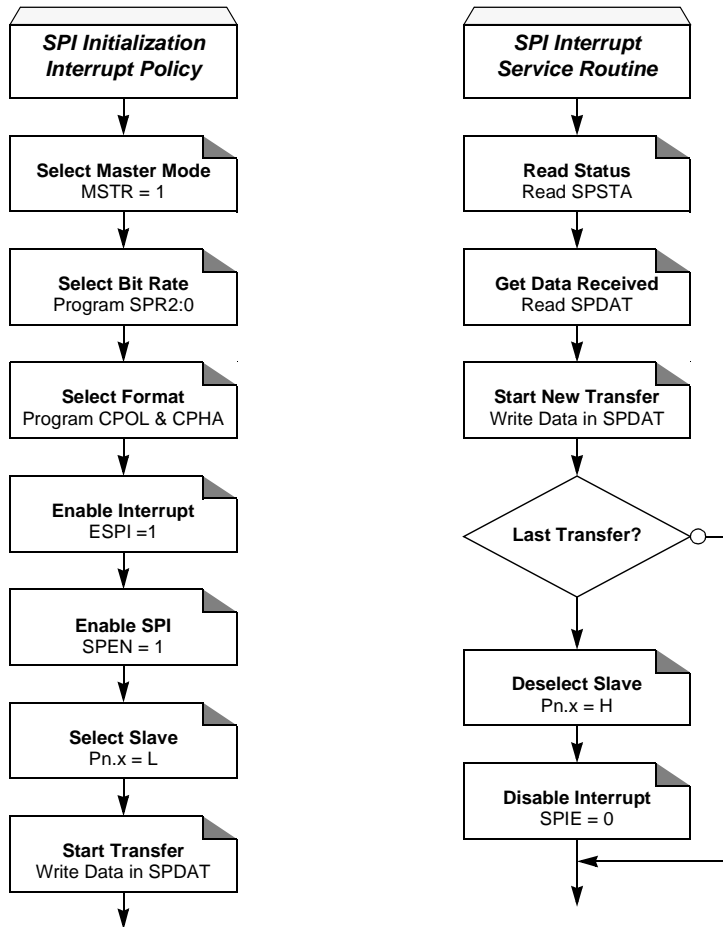 SPI Initialization
Interrupt Policy
Select Master Mode
MSTR = 1
Select Bit Rate
Program SPR2:0
Select Format
Program CPOL & CPHA
Enable Interrupt
ESPI =1
Enable SPI
SPEN = 1
Select Slave
Pn.x = L
Start Transfer
Write Data in SPDAT
SPI Interrupt
Service Routine
Read Status
Read SPSTA
Get Data Received
Read SPDAT
Start New Transfer
Write Data in SPDAT
Last Transfer?
Deselect Slave
Pn.x = H
Disable Interrupt
SPIE = 0